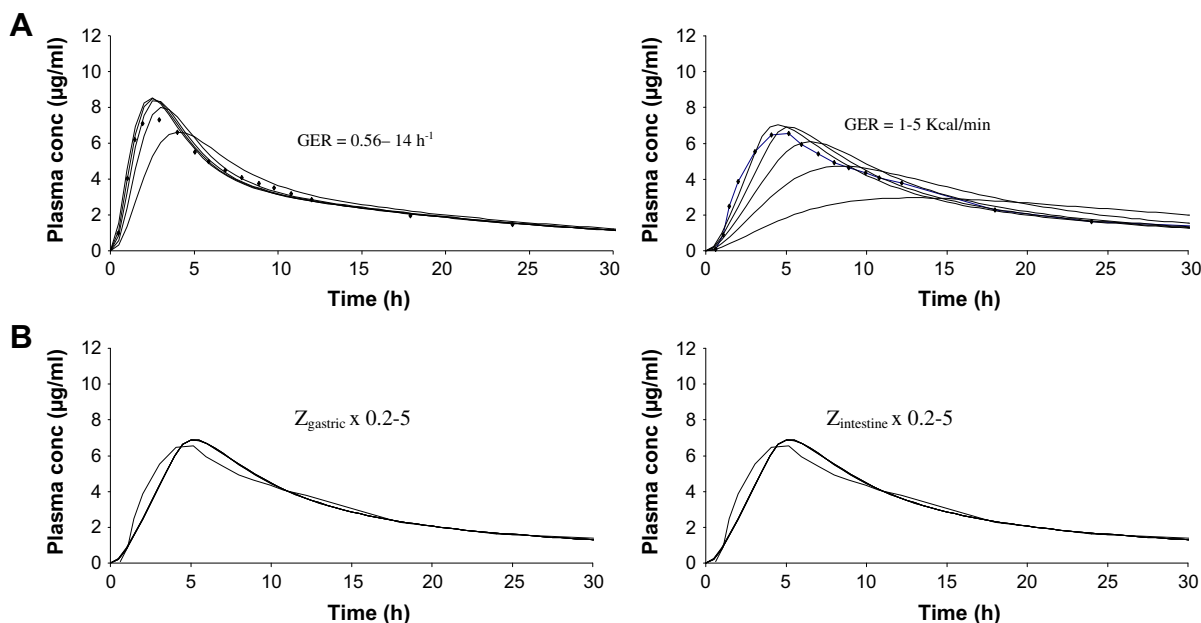 A
Plasma conc (µg/ml)
12
10
8
6
4
2
0
GER = 0.56– 14 h-1
0 5 10 15 20 25 30
Time (h)
Plasma conc (µg/ml)
12
10
8
6
4
2
0
GER = 1-5 Kcal/min
0 5 10 15 20 25 30
Time (h)
B
Plasma conc (µg/ml)
12
10
8
6
4
2
0
Zgastric x 0.2-5
0 5 10 15 20 25 30
Time (h)
Plasma conc (µg/ml)
12
10
8
6
4
2
0
Zintestine x 0.2-5
0 5 10 15 20 25 30
Time (h)